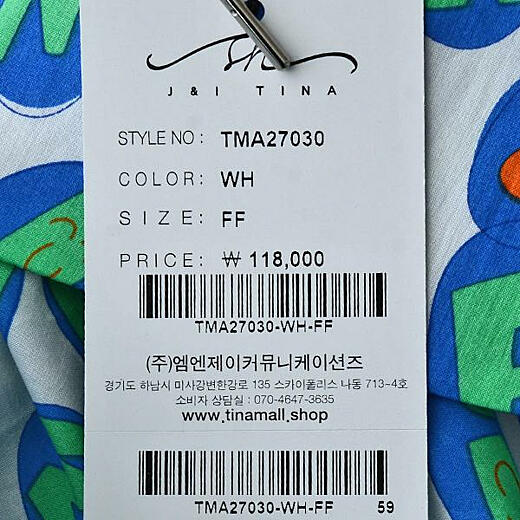 J & I TINA
STYLE NO : TMA27030
COLOR: WH
SIZE: FF
PRICE: ₩ 118,000
TMA27030-WH-FF
(주)엠엔제이커뮤니케이션즈
경기도 하남시 미사강변한강로 135 스카이폴리스 나동 713-4호
소비자 상담실 : 070-4647-3635
www.tinamall.shop
TMA27030-WH-FF 59